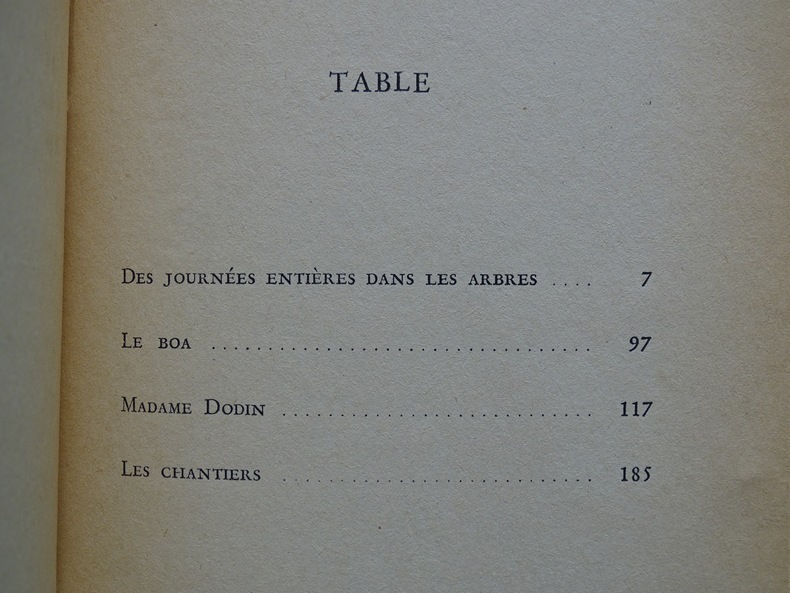 TABLE
DES JOURNÉES ENTIÈRES DANS LES ARBRES .... 7
LE BOA ................................... 97
MADAME DODIN ............................ 117
LES CHANTIERS ............................ 185